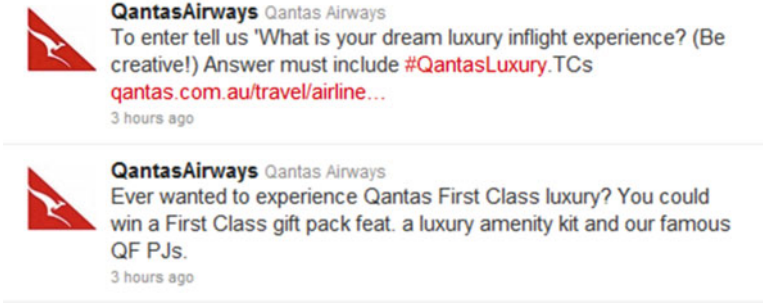 QantasAirways Qantas Airways
To enter tell us 'What is your dream luxury inflight experience? (Be
creative!) Answer must include #QantasLuxury.TCs
qantas.com.au/travel/airline…
3 hours ago
QantasAirways Qantas Airways
Ever wanted to experience Qantas First Class luxury? You could
win a First Class gift pack feat. a luxury amenity kit and our famous
QF PJs.
3 hours ago